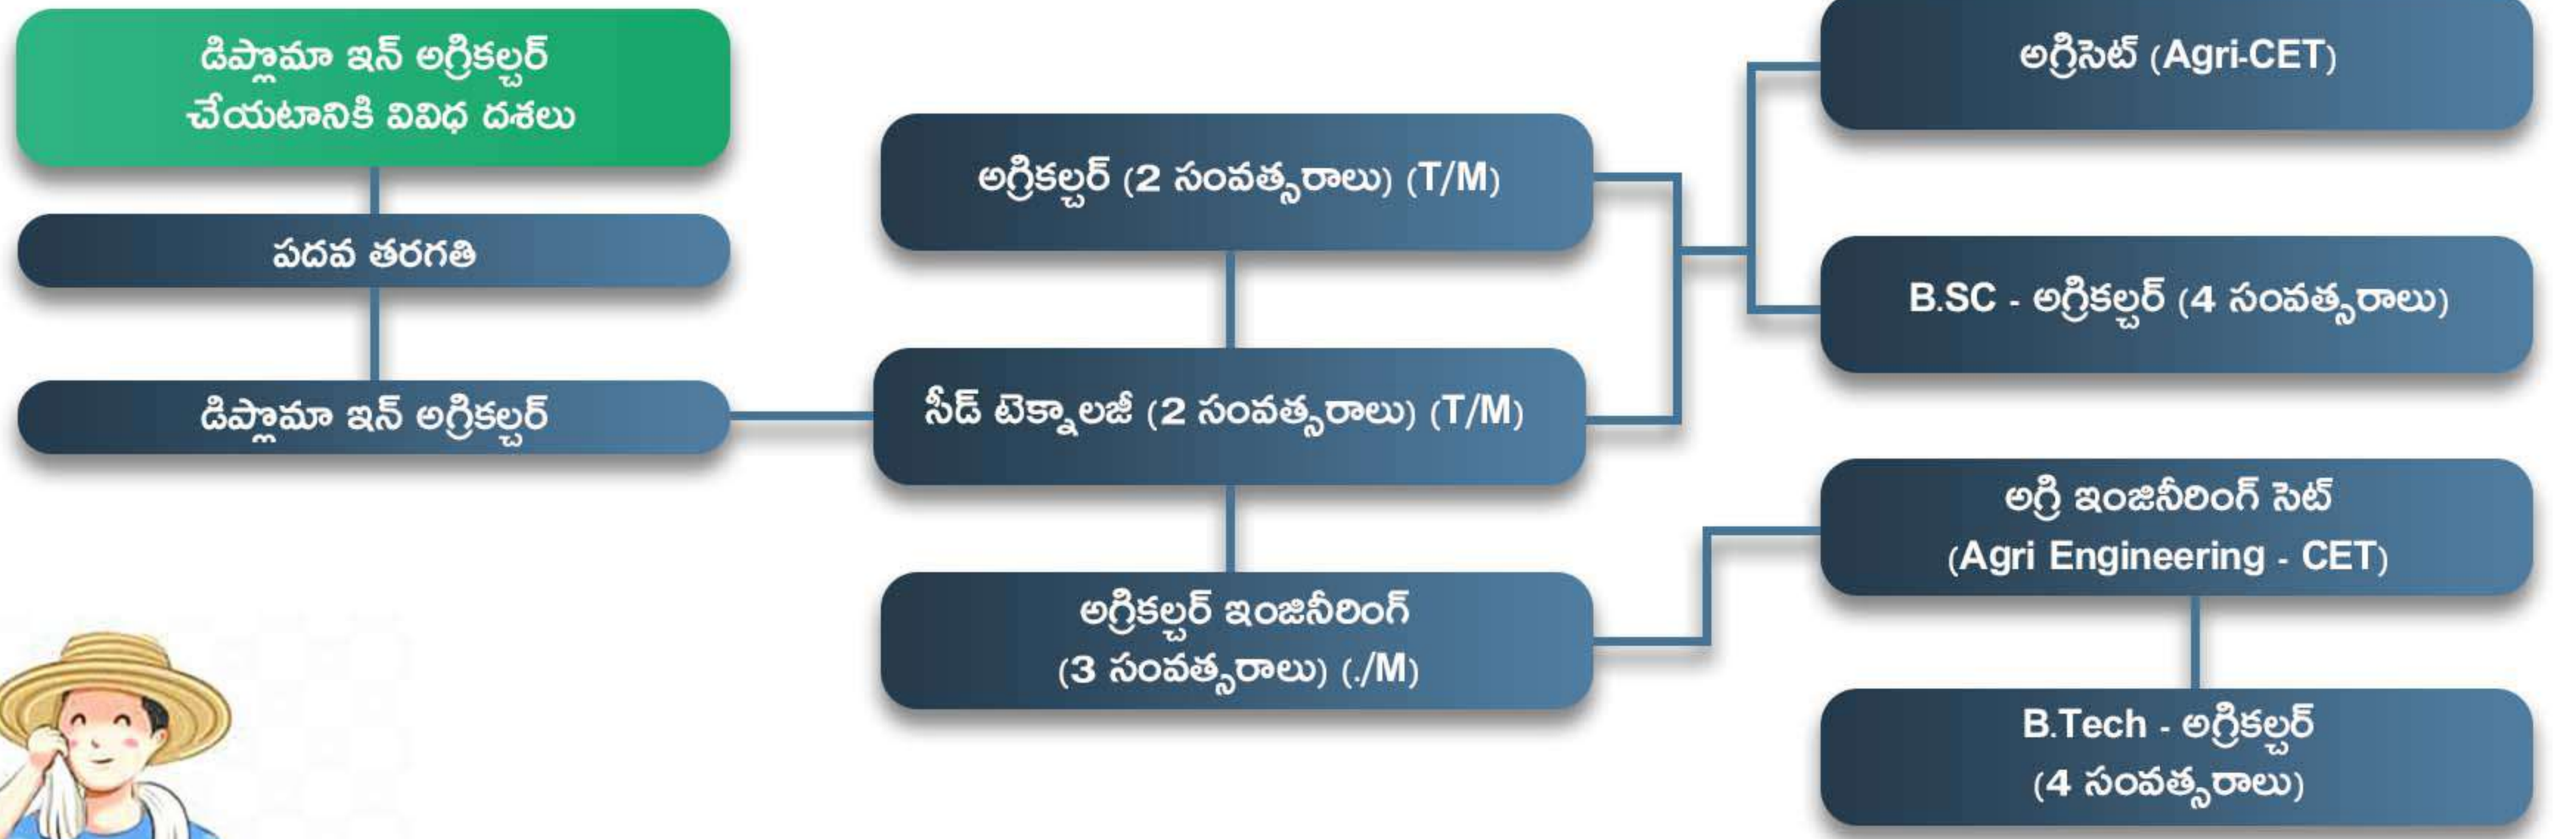 డిప్లొమా ఇన్ అగ్రికల్చర్
చేయటానికి వివిధ దశలు
పదవ తరగతి
డిప్లొమా ఇన్ అగ్రికల్చర్
అగ్రికల్చర్ (2 సంవత్సరాలు) (T/M)
సీడ్ టెక్నాలజీ (2 సంవత్సరాలు) (T/M)
అగ్రికల్చర్ ఇంజినీరింగ్
(3 సంవత్సరాలు) (./M)
అగ్రిసెట్ (Agri-CET)
B.SC - అగ్రికల్చర్ (4 సంవత్సరాలు)
అగ్రి ఇంజినీరింగ్ సెట్
(Agri Engineering - CET)
B.Tech - అగ్రికల్చర్
(4 సంవత్సరాలు)